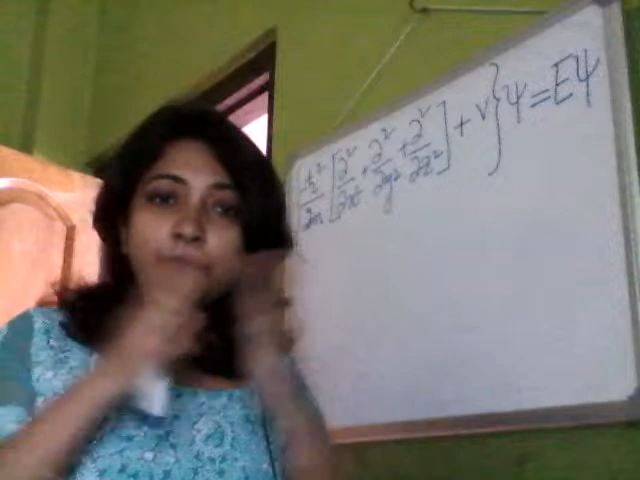 ℏ²/2m [∂²/∂x² + ∂²/∂y² + ∂²/∂z²] + V} ψ = Eψ